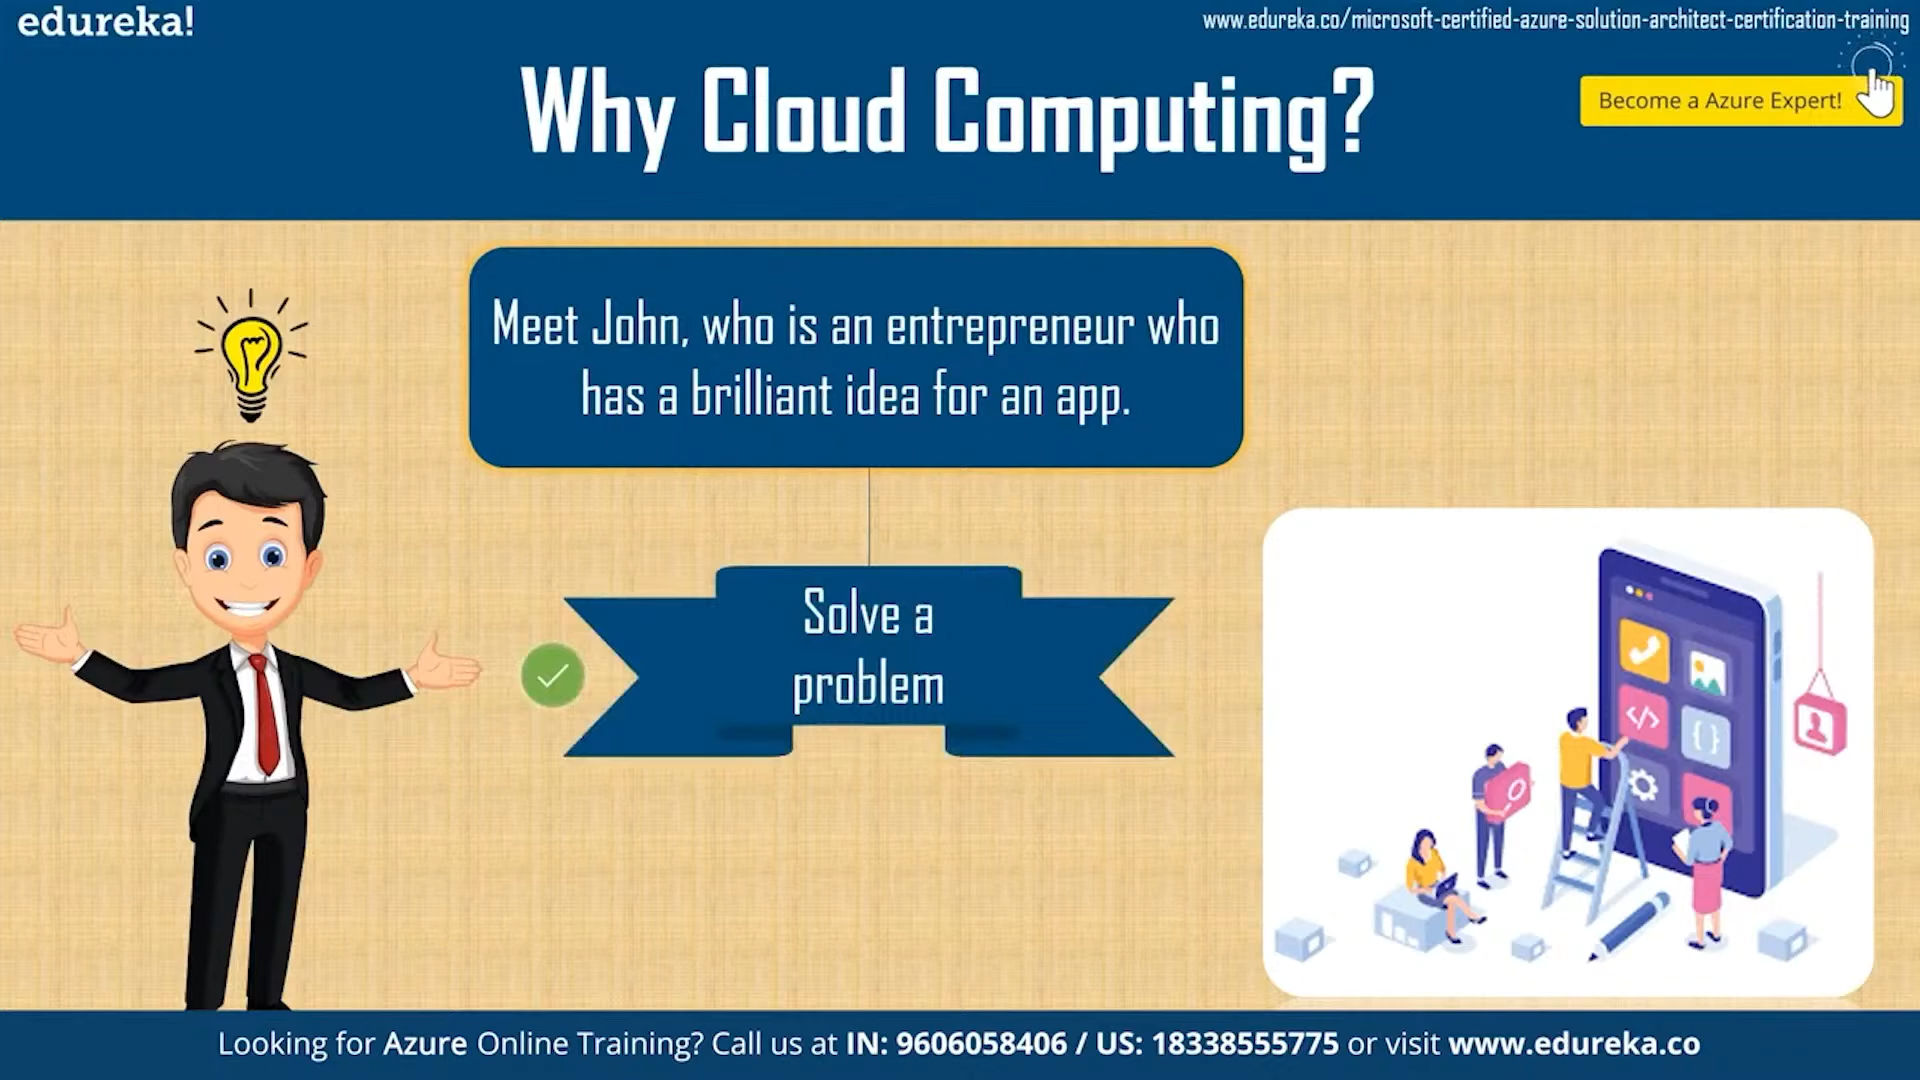 edureka!
www.edureka.co/microsoft-certified-azure-solution-architect-certification-training
Why Cloud Computing?
Become a Azure Expert!
Meet John, who is an entrepreneur who
has a brilliant idea for an app.
Solve a
problem
</>
{}
Looking for Azure Online Training? Call us at IN: 9606058406 / US: 18338555775 or visit www.edureka.co